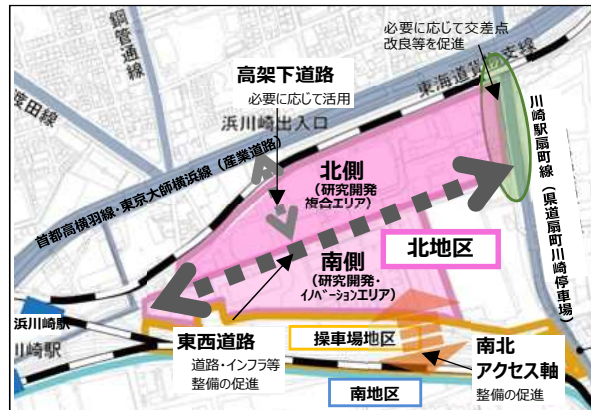 銅管通線
渡田線
必要に応じて交差点
改良等を促進
東海道貨物支線
高架下道路
必要に応じて活用
浜川崎出入口
首都高横羽線・東京大師横浜線（産業道路）
川崎駅扇町線（県道扇町川崎停車場）
北側
（研究開発
複合エリア）
北地区
南側
（研究開発・
イノベーションエリア）
浜川崎駅
川崎駅
東西道路
道路・インフラ等
整備の促進
操車場地区
南北
アクセス軸
整備の促進
南地区